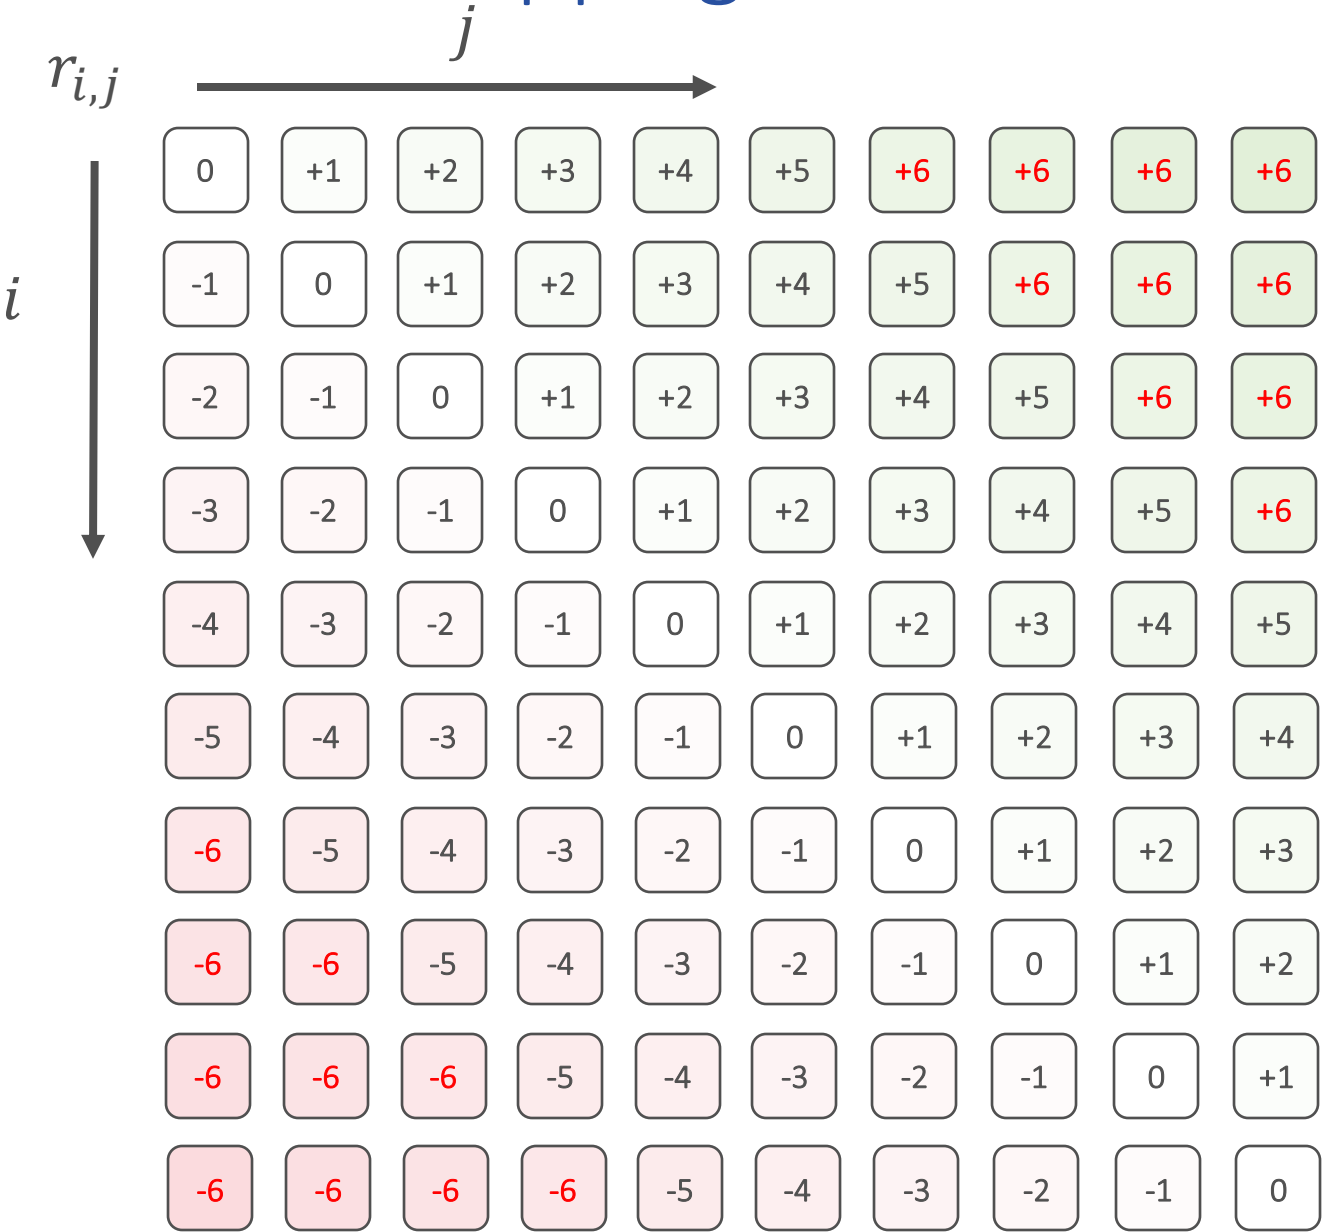 j
r_{i,j}
0 +1 +2 +3 +4 +5 +6 +6 +6 +6
i
-1 0 +1 +2 +3 +4 +5 +6 +6 +6
-2 -1 0 +1 +2 +3 +4 +5 +6 +6
-3 -2 -1 0 +1 +2 +3 +4 +5 +6
-4 -3 -2 -1 0 +1 +2 +3 +4 +5
-5 -4 -3 -2 -1 0 +1 +2 +3 +4
-6 -5 -4 -3 -2 -1 0 +1 +2 +3
-6 -6 -5 -4 -3 -2 -1 0 +1 +2
-6 -6 -6 -5 -4 -3 -2 -1 0 +1
-6 -6 -6 -6 -5 -4 -3 -2 -1 0